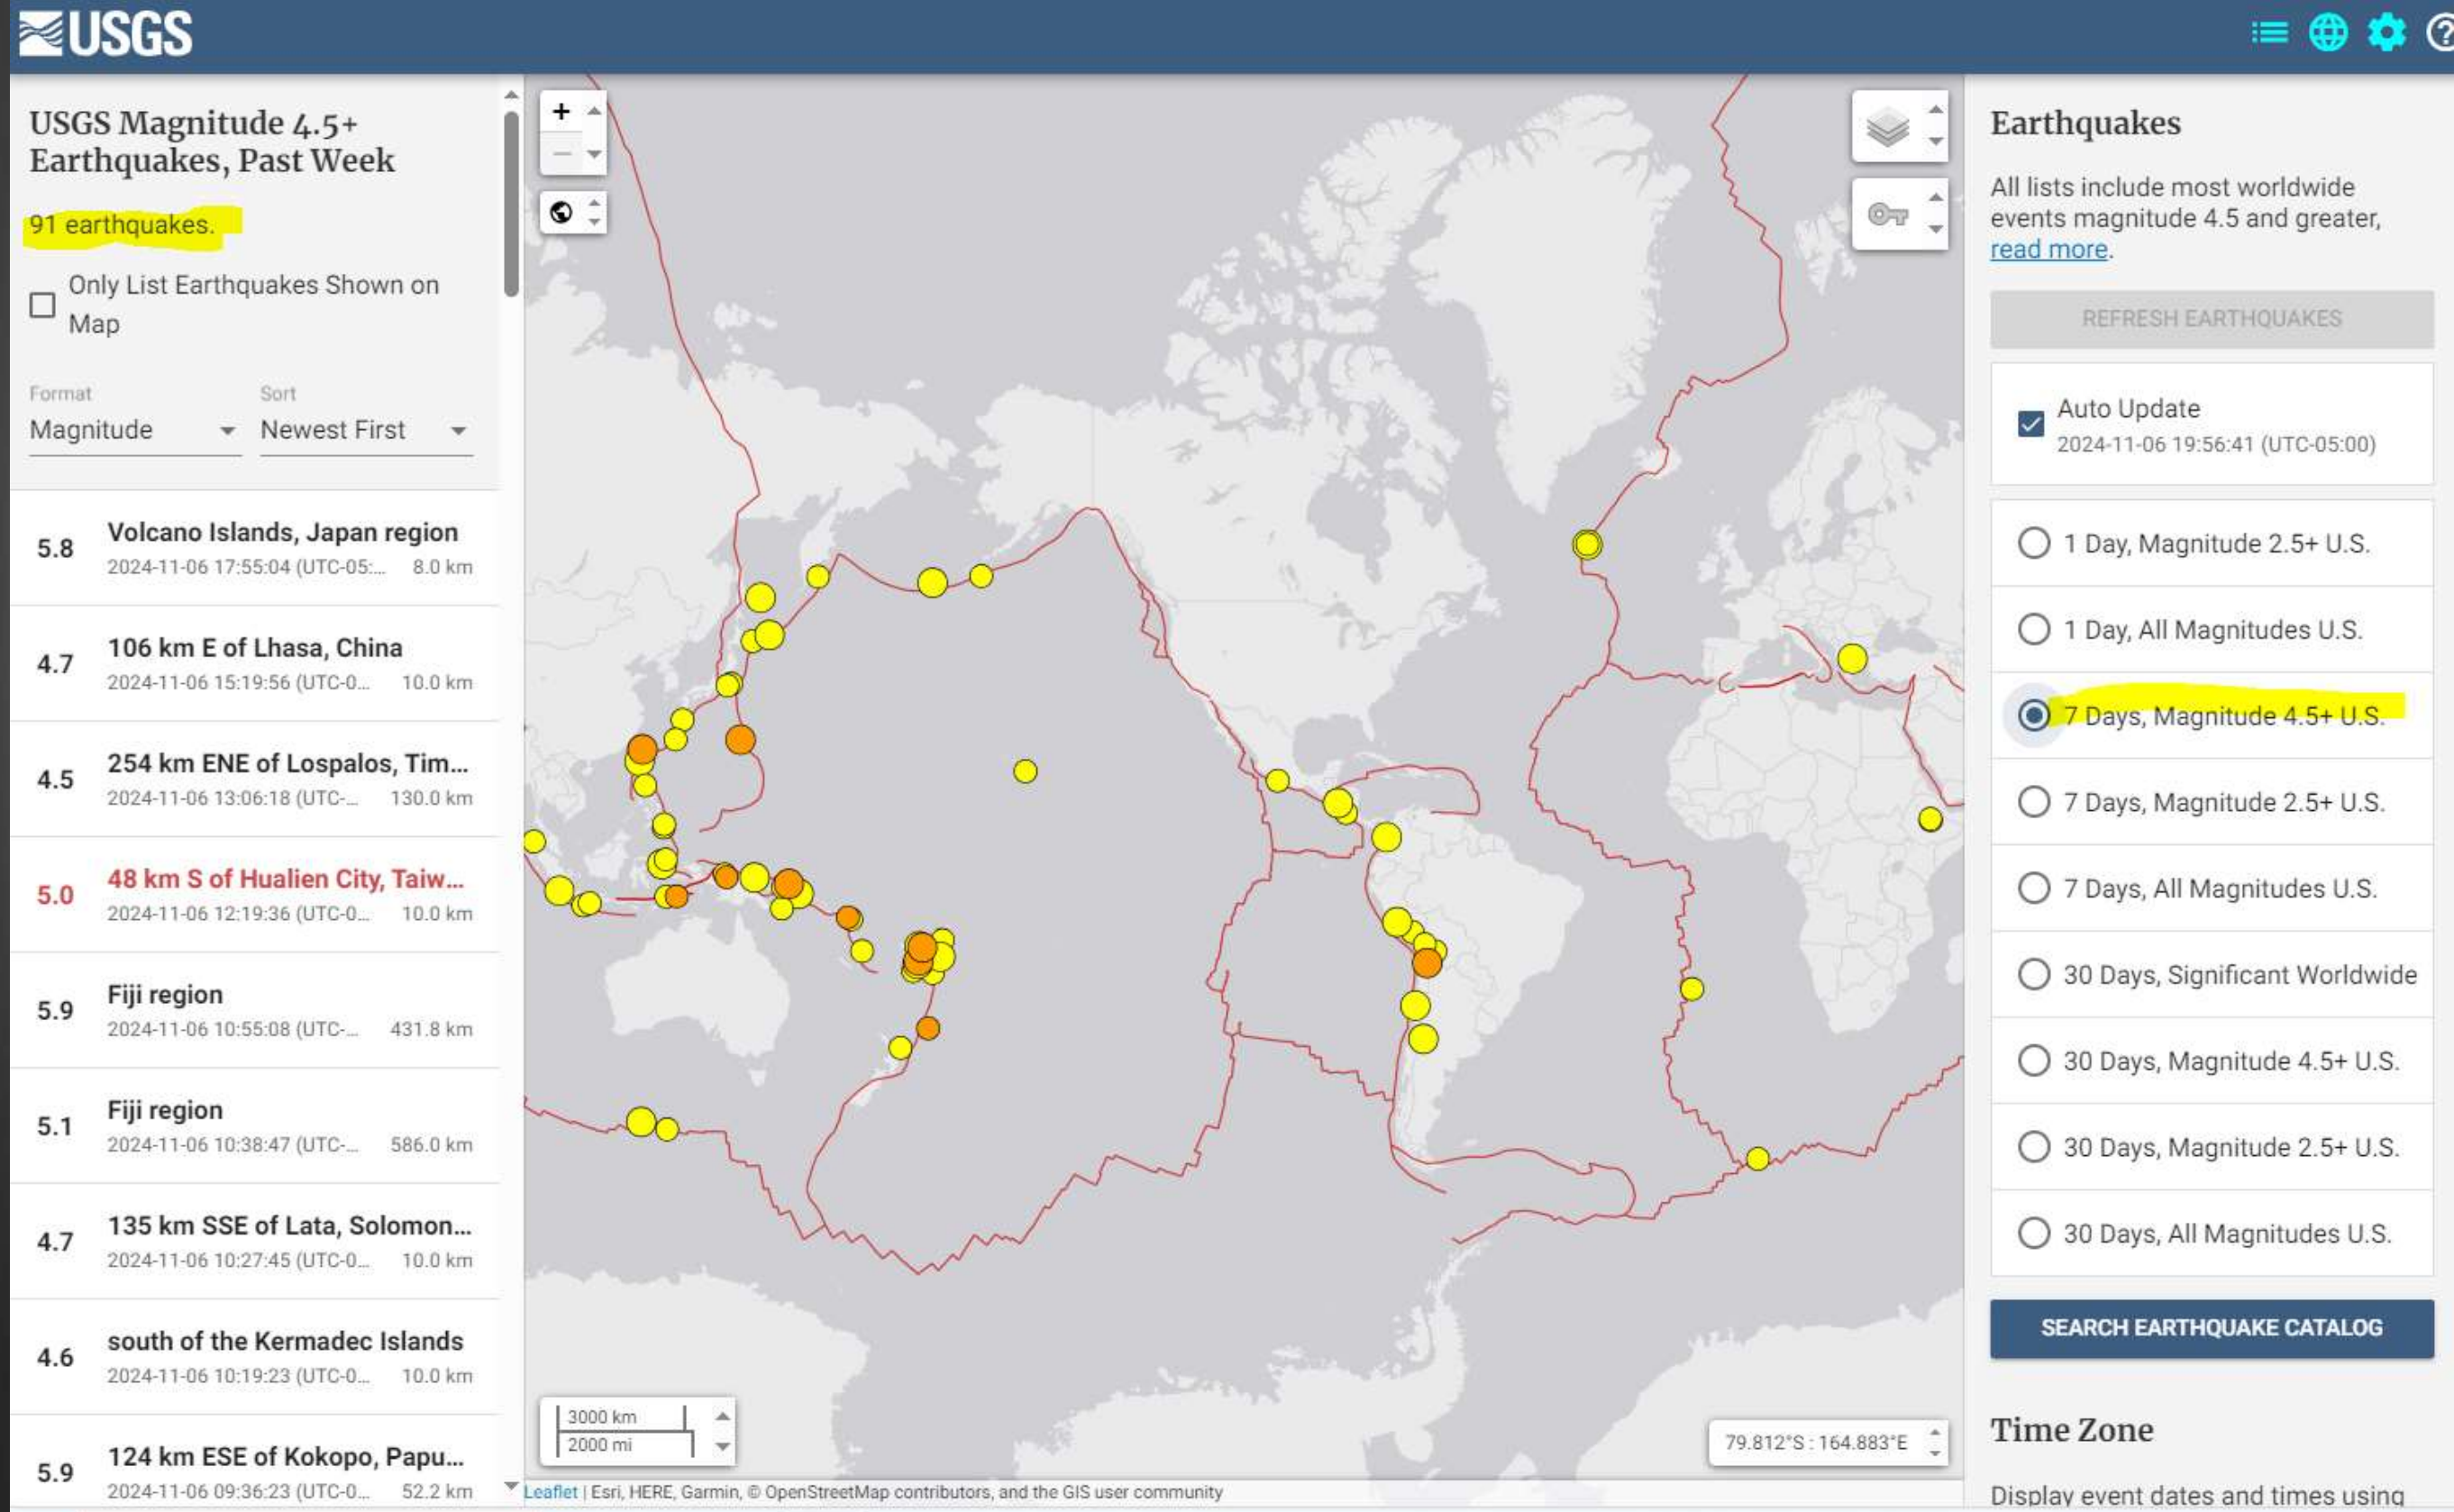 USGS
USGS Magnitude 4.5+
Earthquakes, Past Week
91 earthquakes.
Only List Earthquakes Shown on
Map
Format
Magnitude
Sort
Newest First
5.8
Volcano Islands, Japan region
2024-11-06 17:55:04 (UTC-05:...
8.0 km
4.7
106 km E of Lhasa, China
2024-11-06 15:19:56 (UTC-0...
10.0 km
4.5
254 km ENE of Lospalos, Tim...
2024-11-06 13:06:18 (UTC-...
130.0 km
5.0
48 km S of Hualien City, Taiw...
2024-11-06 12:19:36 (UTC-0...
10.0 km
5.9
Fiji region
2024-11-06 10:55:08 (UTC-...
431.8 km
5.1
Fiji region
2024-11-06 10:38:47 (UTC-...
586.0 km
4.7
135 km SSE of Lata, Solomon...
2024-11-06 10:27:45 (UTC-0...
10.0 km
4.6
south of the Kermadec Islands
2024-11-06 10:19:23 (UTC-0...
10.0 km
5.9
124 km ESE of Kokopo, Papu...
2024-11-06 09:36:23 (UTC-0...
52.2 km
+
−
3000 km
2000 mi
79.812°S : 164.883°E
Leaflet | Esri, HERE, Garmin, © OpenStreetMap contributors, and the GIS user community
Earthquakes
All lists include most worldwide
events magnitude 4.5 and greater,
read more.
REFRESH EARTHQUAKES
Auto Update
2024-11-06 19:56:41 (UTC-05:00)
1 Day, Magnitude 2.5+ U.S.
1 Day, All Magnitudes U.S.
7 Days, Magnitude 4.5+ U.S.
7 Days, Magnitude 2.5+ U.S.
7 Days, All Magnitudes U.S.
30 Days, Significant Worldwide
30 Days, Magnitude 4.5+ U.S.
30 Days, Magnitude 2.5+ U.S.
30 Days, All Magnitudes U.S.
SEARCH EARTHQUAKE CATALOG
Time Zone
Display event dates and times using